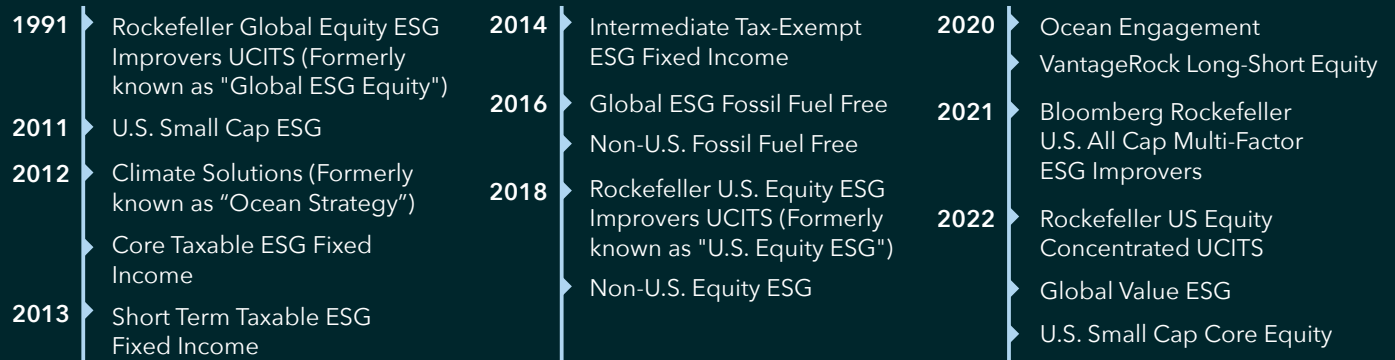 1991 Rockefeller Global Equity ESG
Improvers UCITS (Formerly
known as "Global ESG Equity")
2011 U.S. Small Cap ESG
2012 Climate Solutions (Formerly
known as “Ocean Strategy”)
Core Taxable ESG Fixed
Income
2013 Short Term Taxable ESG
Fixed Income
2014 Intermediate Tax-Exempt
ESG Fixed Income
2016 Global ESG Fossil Fuel Free
Non-U.S. Fossil Fuel Free
2018 Rockefeller U.S. Equity ESG
Improvers UCITS (Formerly
known as "U.S. Equity ESG")
Non-U.S. Equity ESG
2020 Ocean Engagement
VantageRock Long-Short Equity
2021 Bloomberg Rockefeller
U.S. All Cap Multi-Factor
ESG Improvers
2022 Rockefeller US Equity
Concentrated UCITS
Global Value ESG
U.S. Small Cap Core Equity